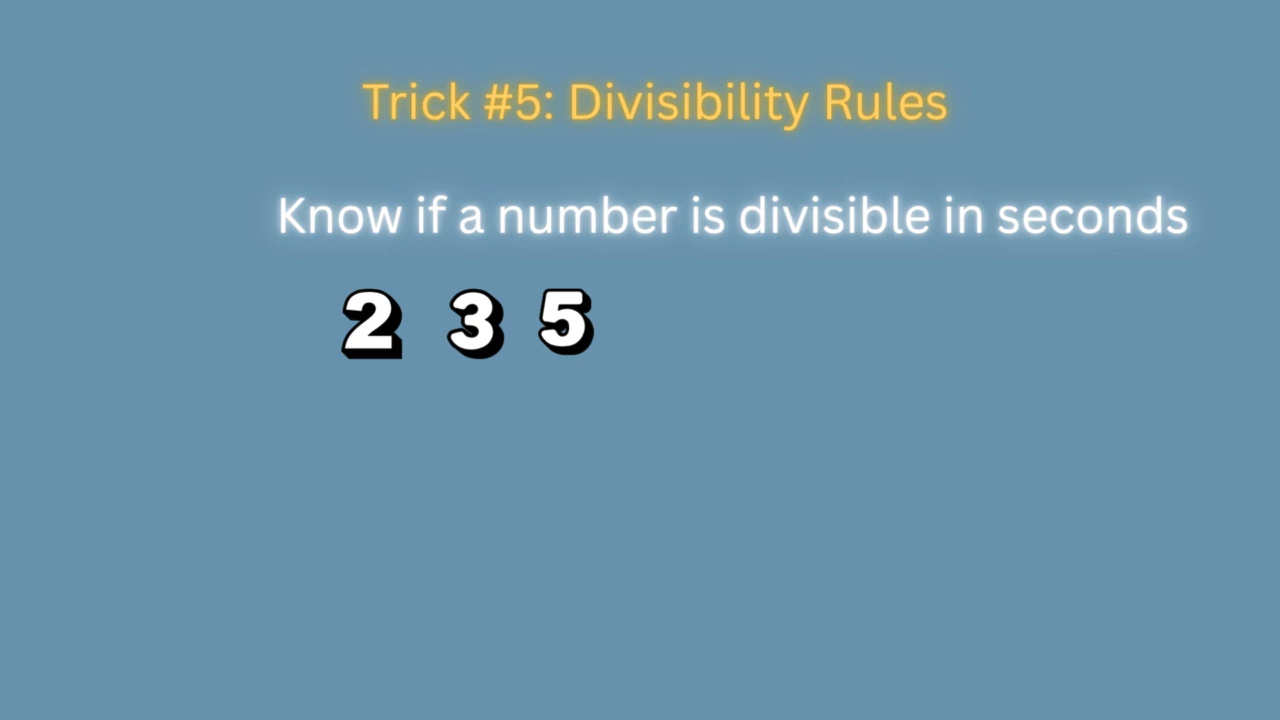 Trick #5: Divisibility Rules
Know if a number is divisible in seconds
2 3 5